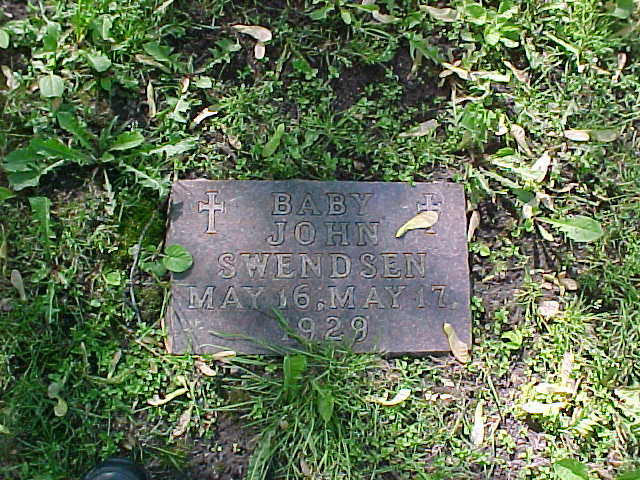 BABY
JOHN
SWENDSEN
MAY 16, MAY 17.
1929